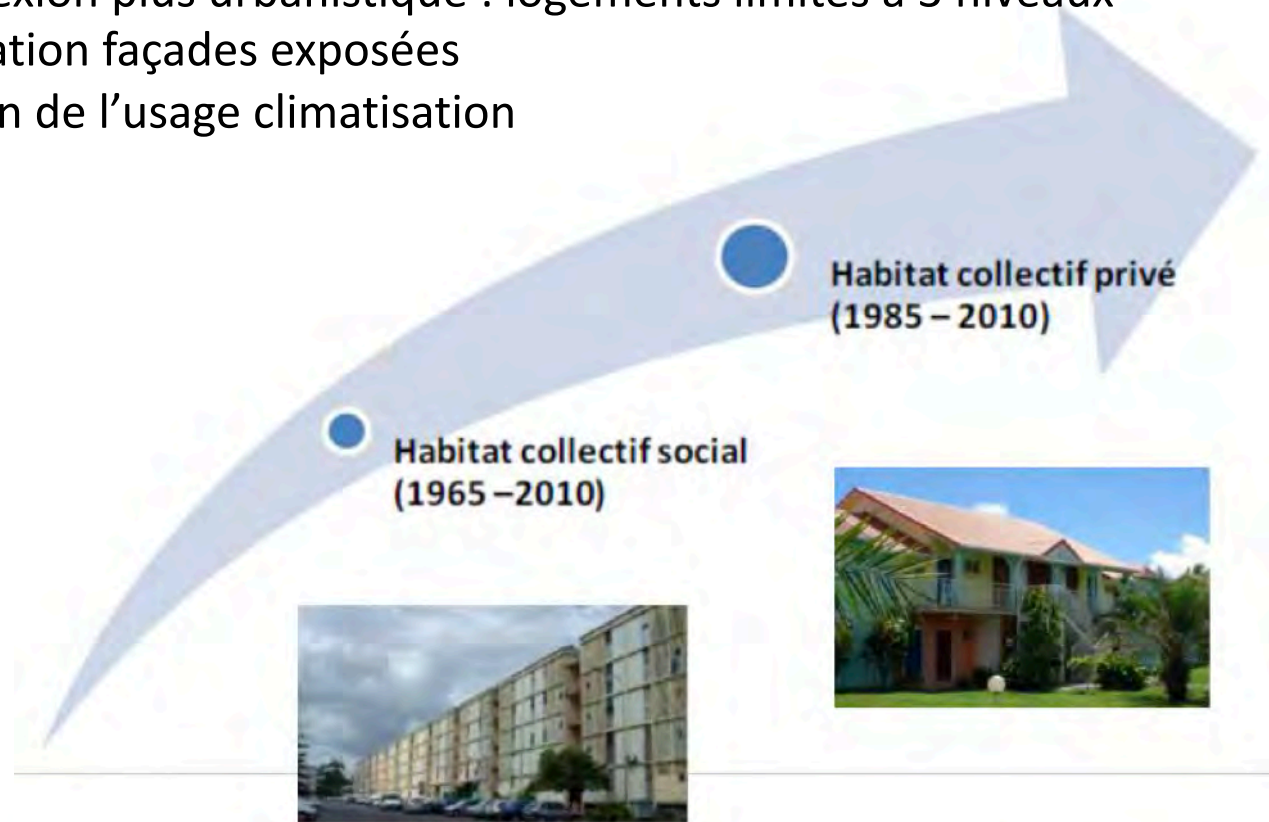 exion plus urbanistique : logements limités à 3 niveaux
ation façades exposées
n de l’usage climatisation
Habitat collectif privé
(1985 – 2010)
Habitat collectif social
(1965 –2010)